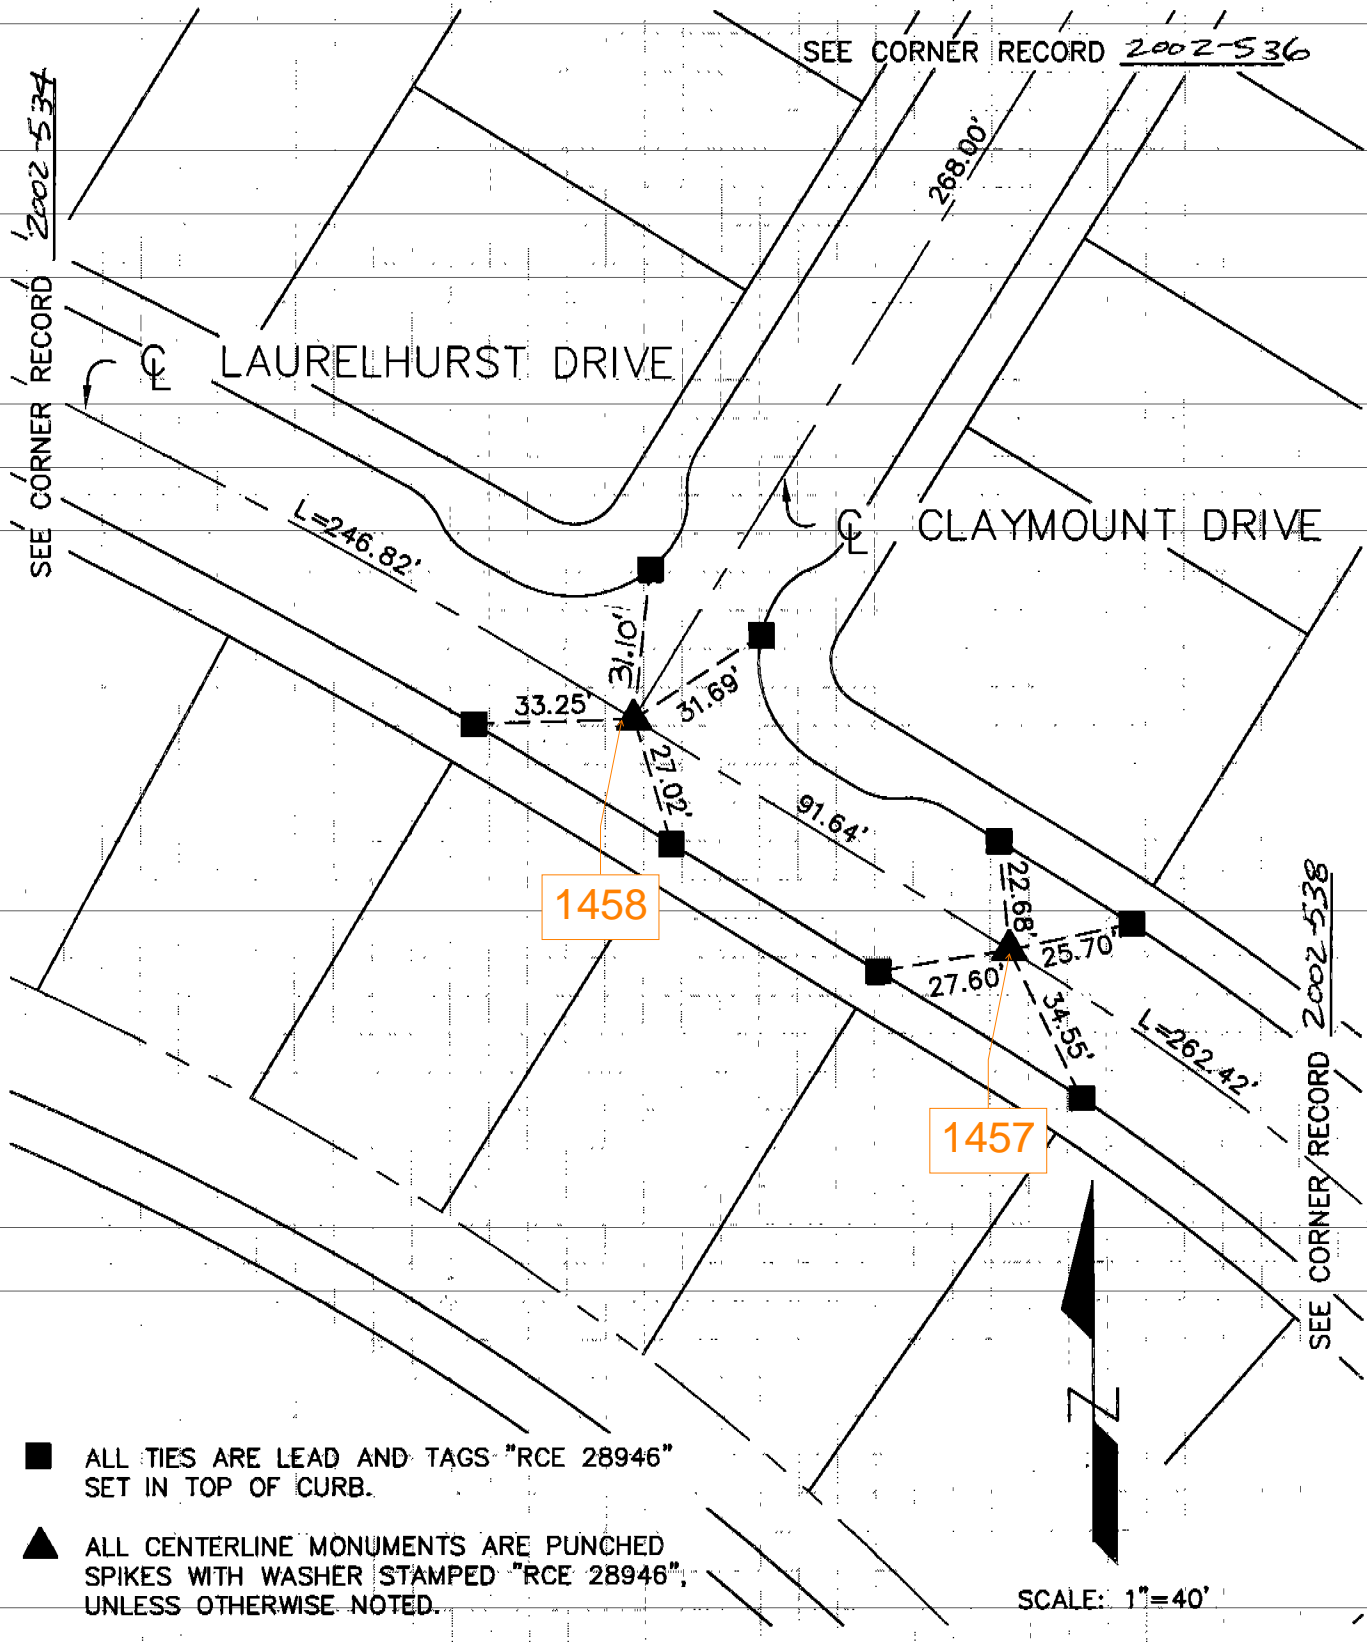 SEE CORNER RECORD 2002-536
SEE CORNER RECORD 2002-534
268.00'
℄ LAURELHURST DRIVE
L=246.82'
℄ CLAYMOUNT DRIVE
31.10'
33.25'
31.69'
27.02'
91.64'
1458
22.68'
25.70'
27.60'
34.55'
L=262.42'
1457
SEE CORNER RECORD 2002-538
N
ALL TIES ARE LEAD AND TAGS "RCE 28946"
SET IN TOP OF CURB.
ALL CENTERLINE MONUMENTS ARE PUNCHED
SPIKES WITH WASHER STAMPED "RCE 28946",
UNLESS OTHERWISE NOTED.
SCALE: 1"=40'